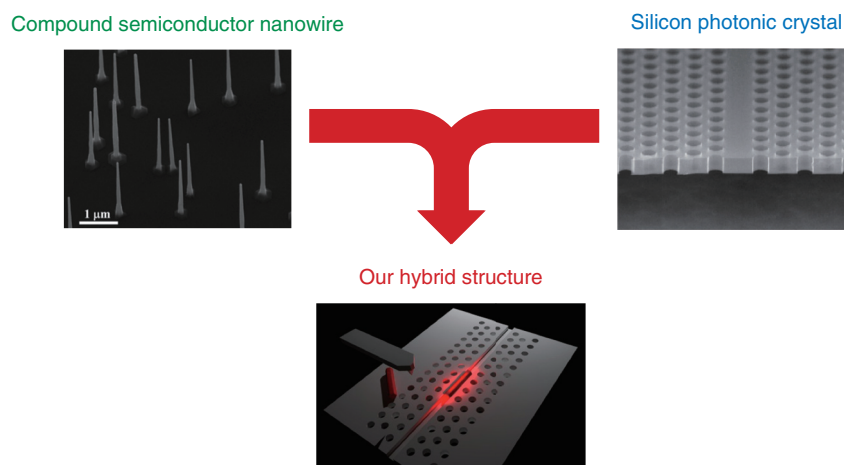 Compound semiconductor nanowire
Silicon photonic crystal
1 μm
Our hybrid structure